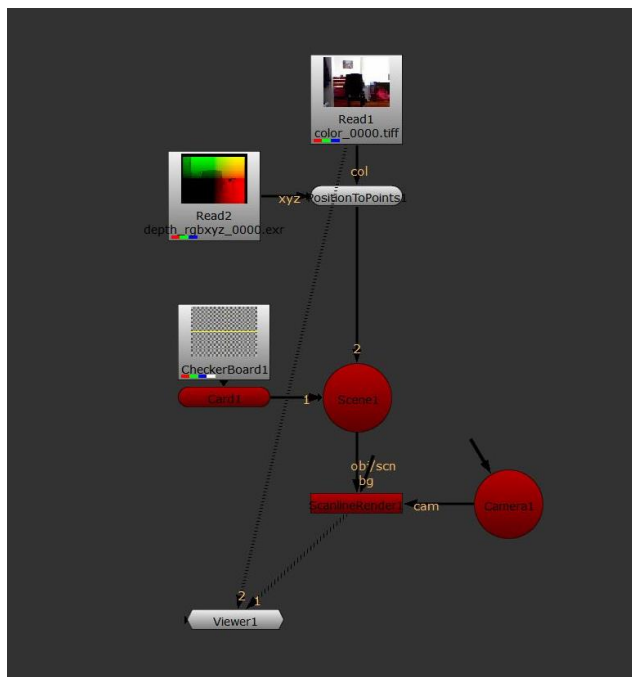 Read1
color_0000.tiff
col
xyz
PositionToPoints1
Read2
depth_rgbxyz_0000.exr
2
CheckerBoard1
Card1
1
Scene1
obj/scn
bg
ScanlineRender1
cam
Camera1
2
1
Viewer1